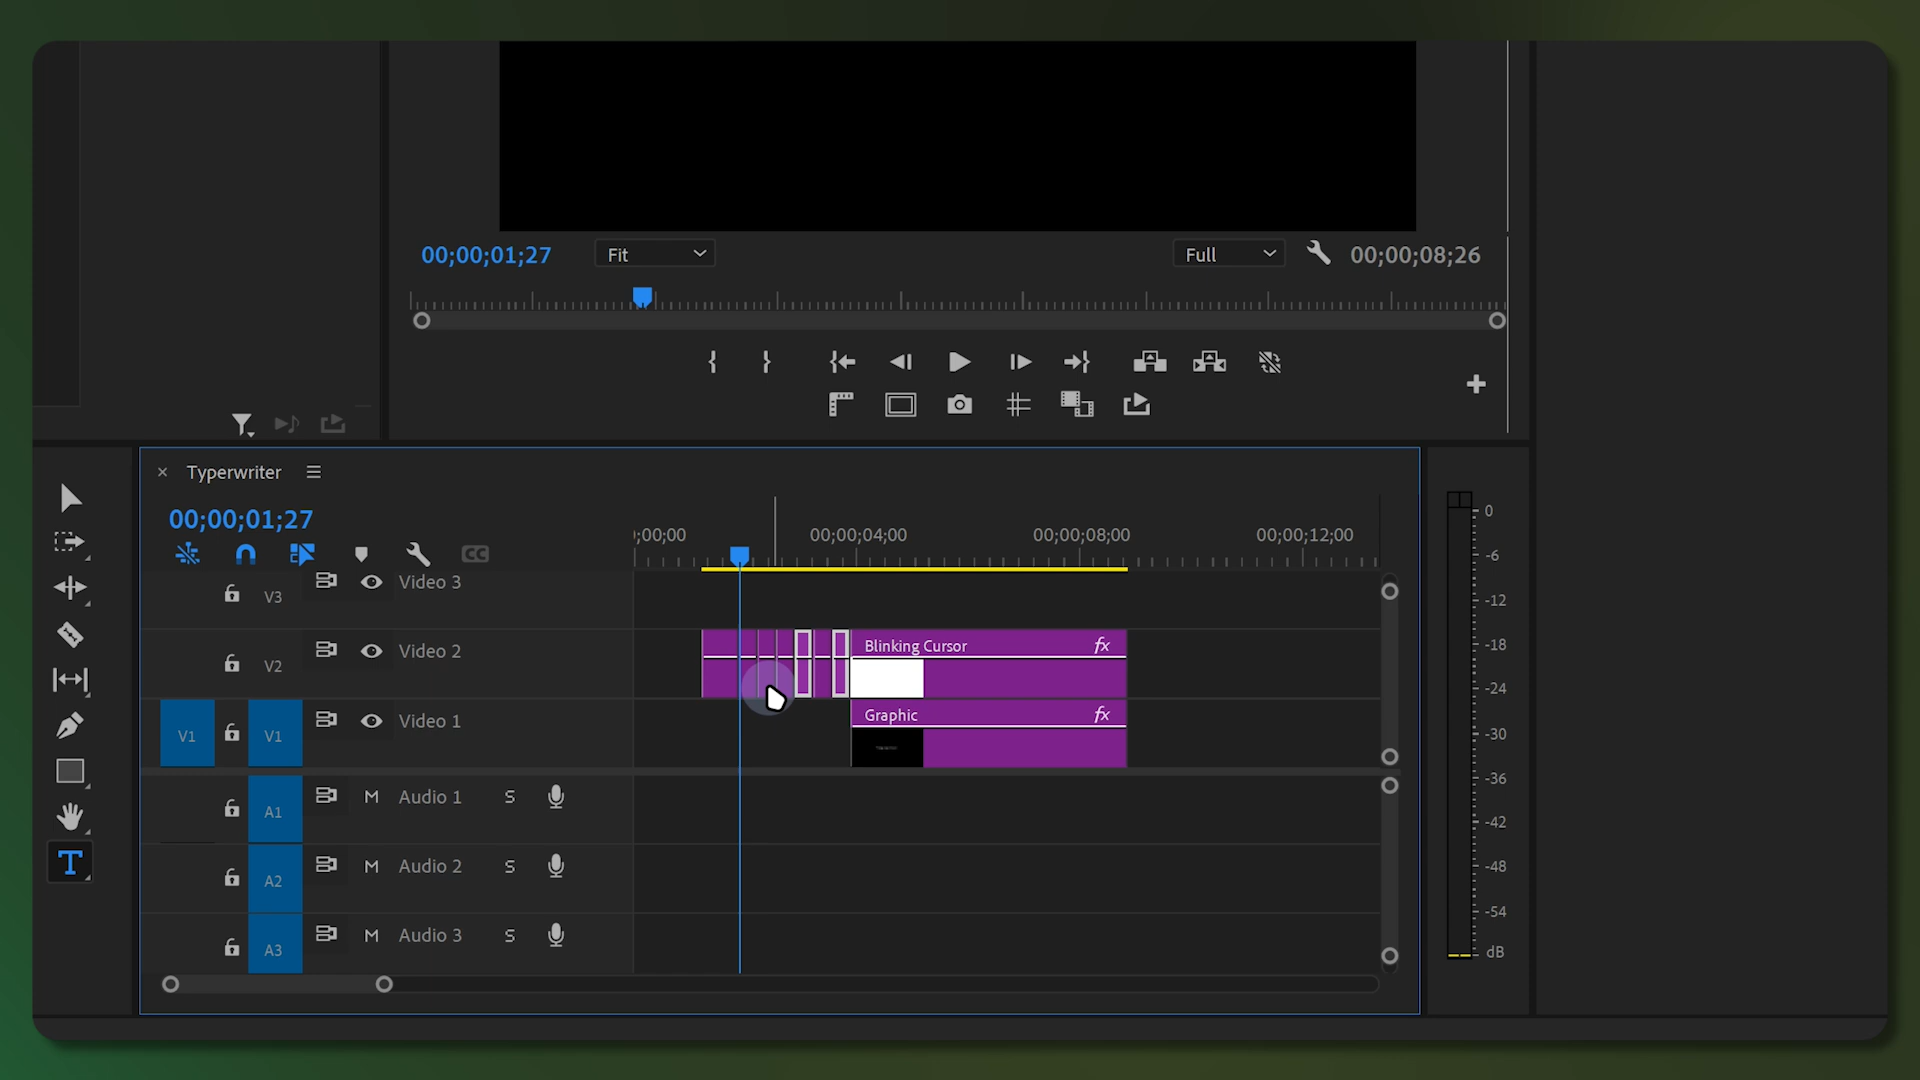 00;00;01;27
Fit
Full
00;00;08;26
Typerwriter
00;00;01;27
;00;00
00;00;04;00
00;00;08;00
00;00;12;00
CC
V3
Video 3
V2
Video 2
V1
V1
Video 1
A1
M
Audio 1
S
A2
M
Audio 2
S
A3
M
Audio 3
S
Blinking Cursor
fx
Graphic
fx
T
0
-6
-12
-18
-24
-30
-36
-42
-48
-54
dB